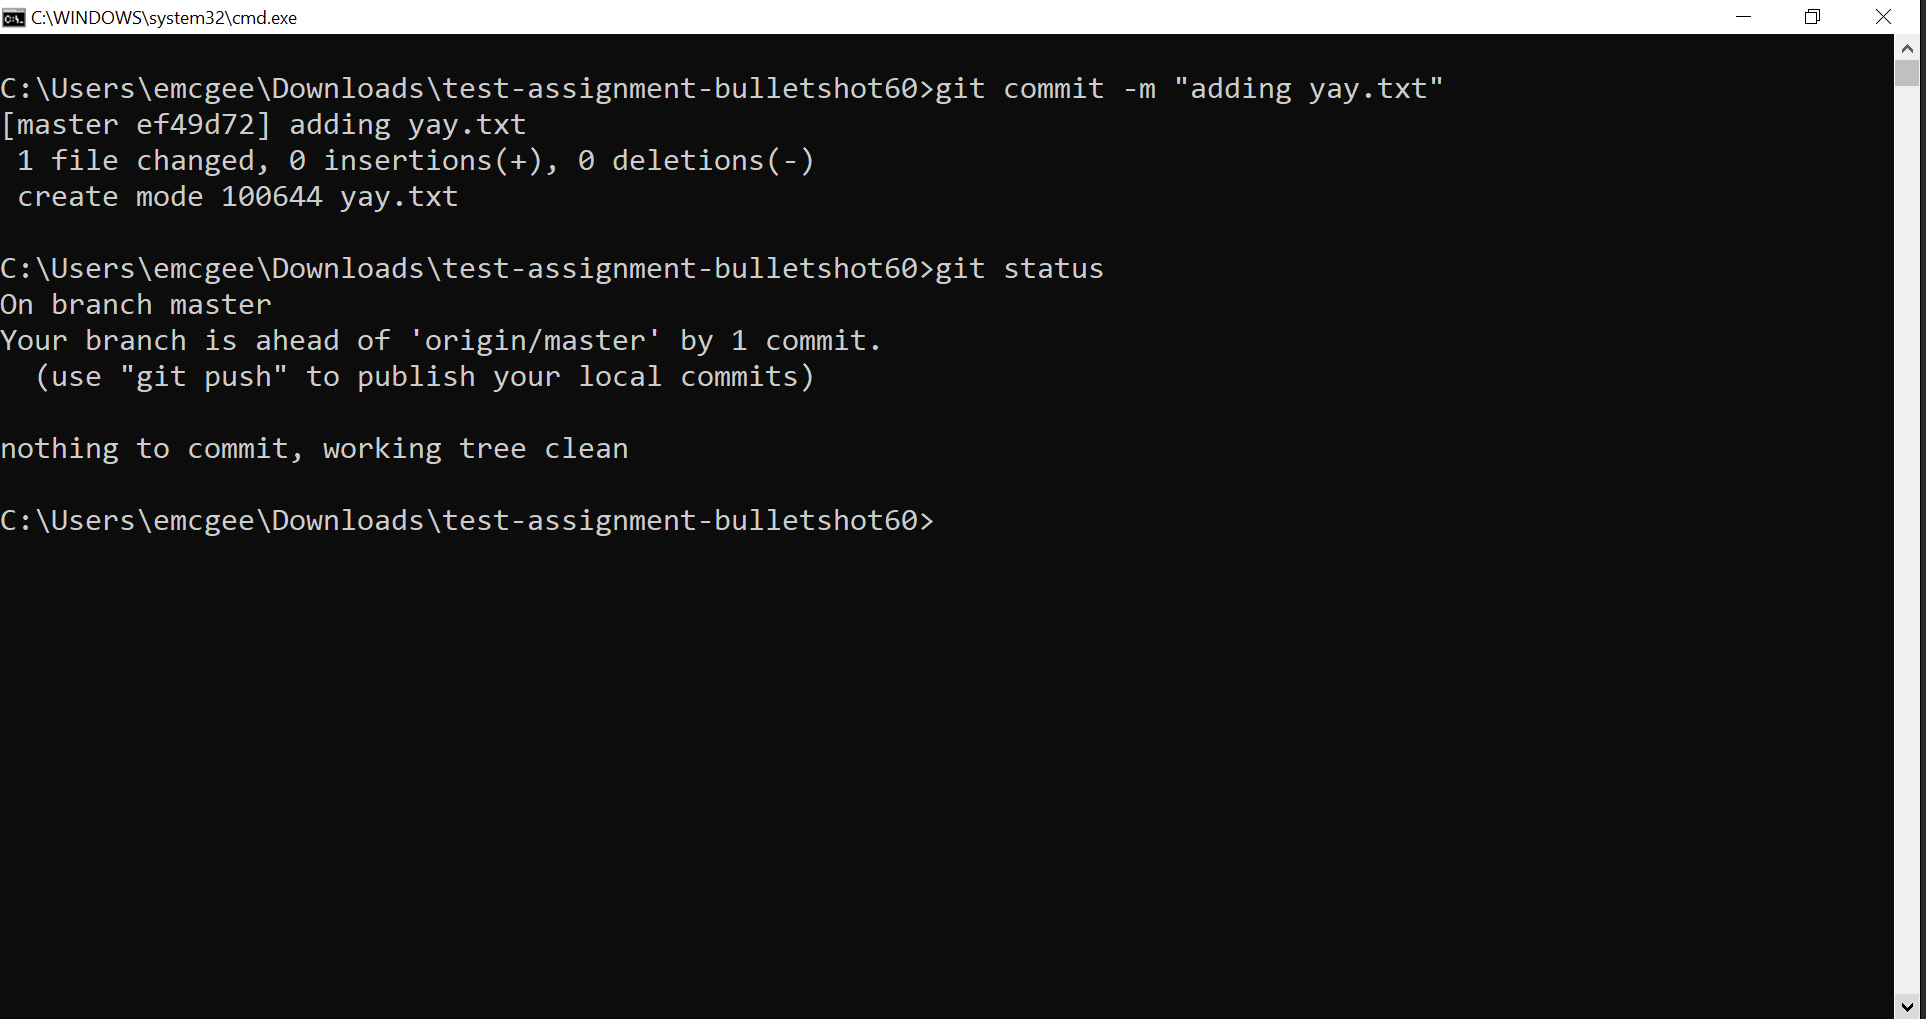 C:\WINDOWS\system32\cmd.exe
C:\Users\emcgee\Downloads\test-assignment-bulletshot60>git commit -m "adding yay.txt"
[master ef49d72] adding yay.txt
 1 file changed, 0 insertions(+), 0 deletions(-)
 create mode 100644 yay.txt

C:\Users\emcgee\Downloads\test-assignment-bulletshot60>git status
On branch master
Your branch is ahead of 'origin/master' by 1 commit.
  (use "git push" to publish your local commits)

nothing to commit, working tree clean

C:\Users\emcgee\Downloads\test-assignment-bulletshot60>